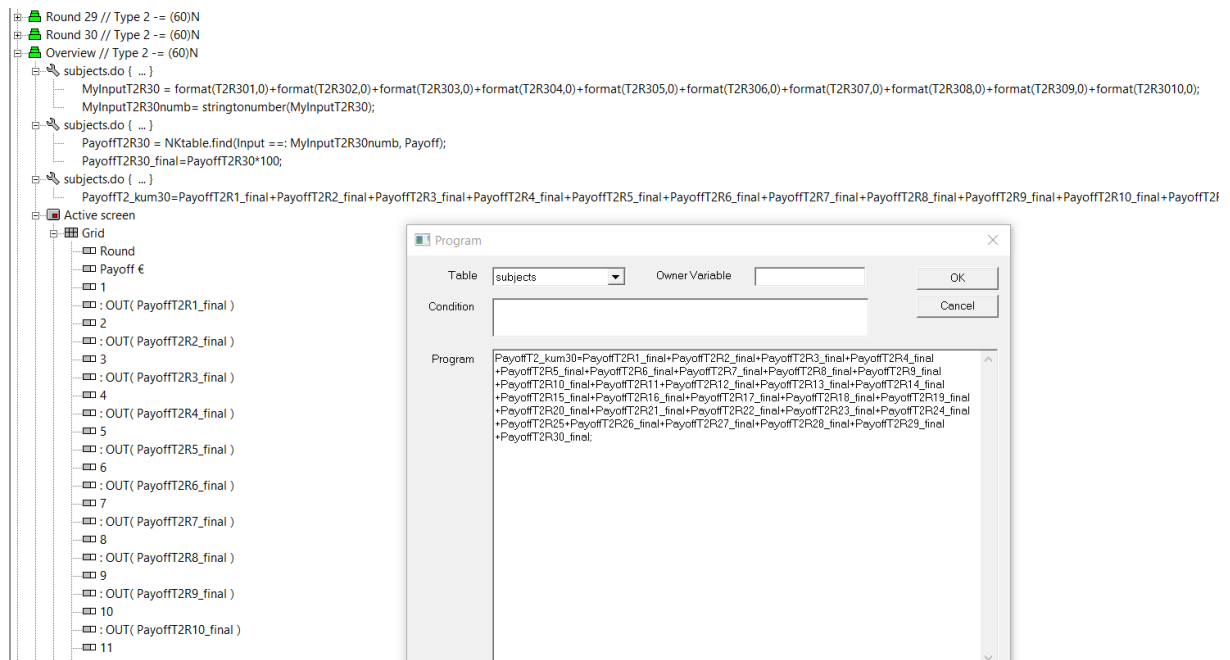 Round 29 // Type 2 -= (60)N
Round 30 // Type 2 -= (60)N
Overview // Type 2 -= (60)N
subjects.do { ... }
MyInputT2R30 = format(T2R301,0)+format(T2R302,0)+format(T2R303,0)+format(T2R304,0)+format(T2R305,0)+format(T2R306,0)+format(T2R307,0)+format(T2R308,0)+format(T2R309,0)+format(T2R3010,0);
MyInputT2R30numb= stringtonumber(MyInputT2R30);
subjects.do { ... }
PayoffT2R30 = NKtable.find(Input ==: MyInputT2R30numb, Payoff);
PayoffT2R30_final=PayoffT2R30*100;
subjects.do { ... }
PayoffT2_kum30=PayoffT2R1_final+PayoffT2R2_final+PayoffT2R3_final+PayoffT2R4_final+PayoffT2R5_final+PayoffT2R6_final+PayoffT2R7_final+PayoffT2R8_final+PayoffT2R9_final+PayoffT2R10_final+PayoffT2R
Active screen
Grid
Round
Payoff €
1
: OUT( PayoffT2R1_final )
2
: OUT( PayoffT2R2_final )
3
: OUT( PayoffT2R3_final )
4
: OUT( PayoffT2R4_final )
5
: OUT( PayoffT2R5_final )
6
: OUT( PayoffT2R6_final )
7
: OUT( PayoffT2R7_final )
8
: OUT( PayoffT2R8_final )
9
: OUT( PayoffT2R9_final )
10
: OUT( PayoffT2R10_final )
11
Program
Table subjects Owner Variable OK
Condition Cancel
Program
PayoffT2_kum30=PayoffT2R1_final+PayoffT2R2_final+PayoffT2R3_final+PayoffT2R4_final
+PayoffT2R5_final+PayoffT2R6_final+PayoffT2R7_final+PayoffT2R8_final+PayoffT2R9_final
+PayoffT2R10_final+PayoffT2R11+PayoffT2R12_final+PayoffT2R13_final+PayoffT2R14_final
+PayoffT2R15_final+PayoffT2R16_final+PayoffT2R17_final+PayoffT2R18_final+PayoffT2R19_final
+PayoffT2R20_final+PayoffT2R21_final+PayoffT2R22_final+PayoffT2R23_final+PayoffT2R24_final
+PayoffT2R25+PayoffT2R26_final+PayoffT2R27_final+PayoffT2R28_final+PayoffT2R29_final
+PayoffT2R30_final;